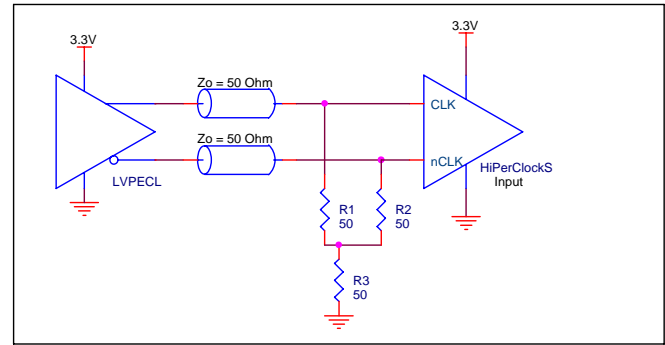 3.3V
3.3V
Zo = 50 Ohm
CLK
Zo = 50 Ohm
nCLK
LVPECL
HiPerClockS
Input
R1
50
R2
50
R3
50